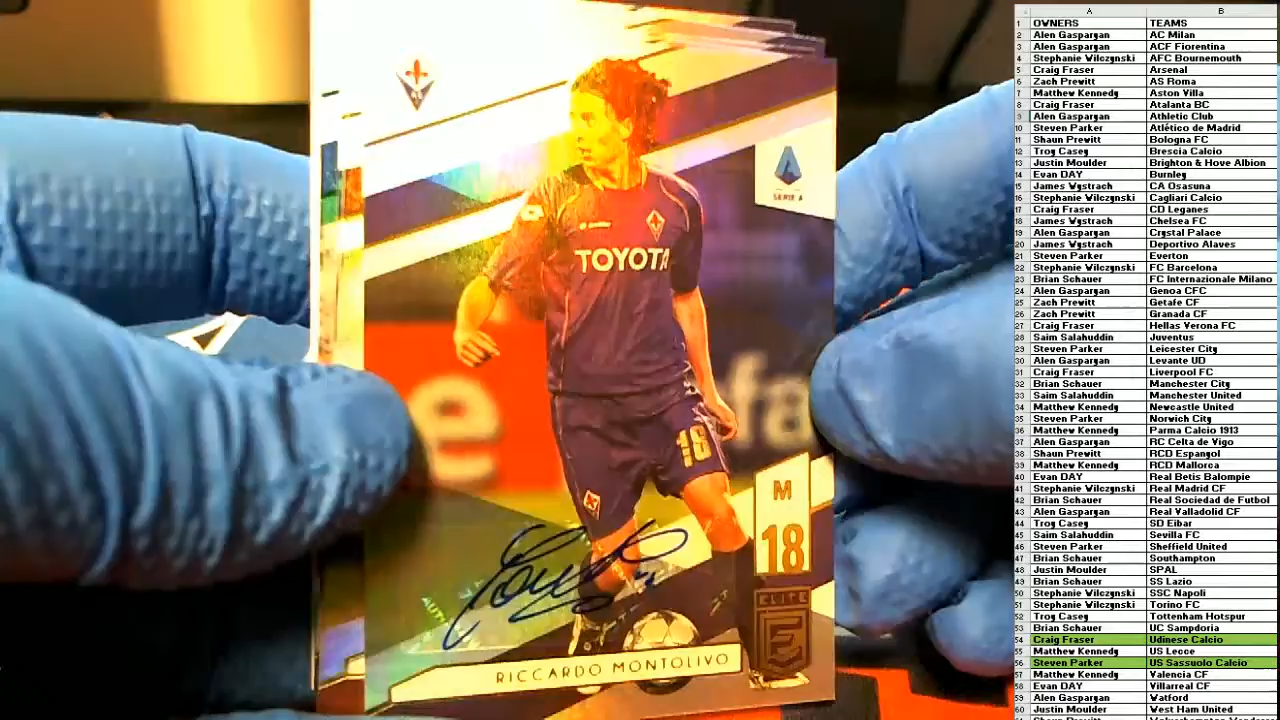 SERIE A
TOYOTA
18
M
18
ELITE
E
RICCARDO MONTOLIVO
A B
1 OWNERS TEAMS
2 Alen Gaspargan AC Milan
3 Alen Gaspargan ACF Fiorentina
4 Stephanie Wilczynski AFC Bournemouth
5 Craig Fraser Arsenal
6 Zach Prewitt AS Roma
7 Matthew Kennedy Aston Villa
8 Craig Fraser Atalanta BC
9 Alen Gaspargan Athletic Club
10 Steven Parker Atlético de Madrid
11 Shaun Prewitt Bologna FC
12 Troy Casey Brescia Calcio
13 Justin Moulder Brighton & Hove Albion
14 Evan DAY Burnley
15 James Wystrach CA Osasuna
16 Stephanie Wilczynski Cagliari Calcio
17 Craig Fraser CD Leganes
18 James Wystrach Chelsea FC
19 Alen Gaspargan Crystal Palace
20 James Wystrach Deportivo Alaves
21 Steven Parker Everton
22 Stephanie Wilczynski FC Barcelona
23 Brian Schauer FC Internazionale Milano
24 Alen Gaspargan Genoa CFC
25 Zach Prewitt Getafe CF
26 Zach Prewitt Granada CF
27 Craig Fraser Hellas Verona FC
28 Saim Salahuddin Juventus
29 Steven Parker Leicester City
30 Alen Gaspargan Levante UD
31 Craig Fraser Liverpool FC
32 Brian Schauer Manchester City
33 Saim Salahuddin Manchester United
34 Matthew Kennedy Newcastle United
35 Steven Parker Norwich City
36 Matthew Kennedy Parma Calcio 1913
37 Alen Gaspargan RC Celta de Vigo
38 Shaun Prewitt RCD Espanyol
39 Matthew Kennedy RCD Mallorca
40 Evan DAY Real Betis Balompie
41 Stephanie Wilczynski Real Madrid CF
42 Brian Schauer Real Sociedad de Futbol
43 Alen Gaspargan Real Valladolid CF
44 Troy Casey SD Eibar
45 Saim Salahuddin Sevilla FC
46 Steven Parker Sheffield United
47 Brian Schauer Southampton
48 Justin Moulder SPAL
49 Brian Schauer SS Lazio
50 Stephanie Wilczynski SSC Napoli
51 Stephanie Wilczynski Torino FC
52 Troy Casey Tottenham Hotspur
53 Brian Schauer UC Sampdoria
54 Craig Fraser Udinese Calcio
55 Matthew Kennedy US Lecce
56 Steven Parker US Sassuolo Calcio
57 Matthew Kennedy Valencia CF
58 Evan DAY Villarreal CF
59 Alen Gaspargan Watford
60 Justin Moulder West Ham United